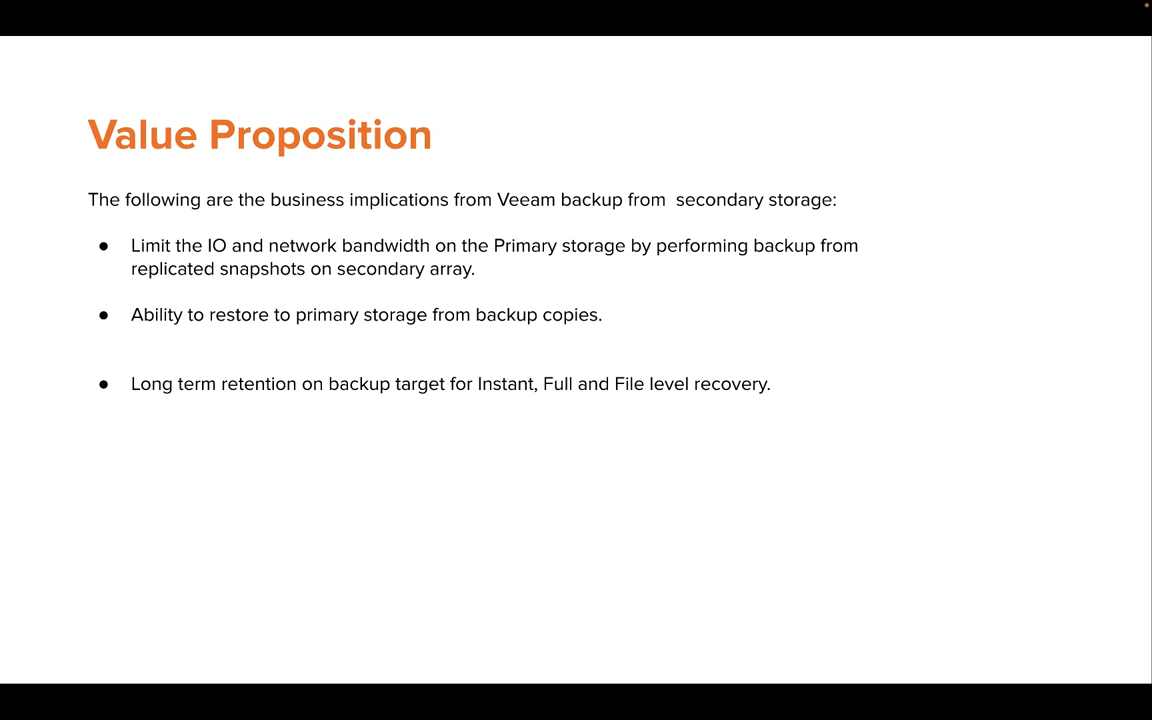 Value Proposition
The following are the business implications from Veeam backup from  secondary storage:
● Limit the IO and network bandwidth on the Primary storage by performing backup from
replicated snapshots on secondary array.
● Ability to restore to primary storage from backup copies.
● Long term retention on backup target for Instant, Full and File level recovery.